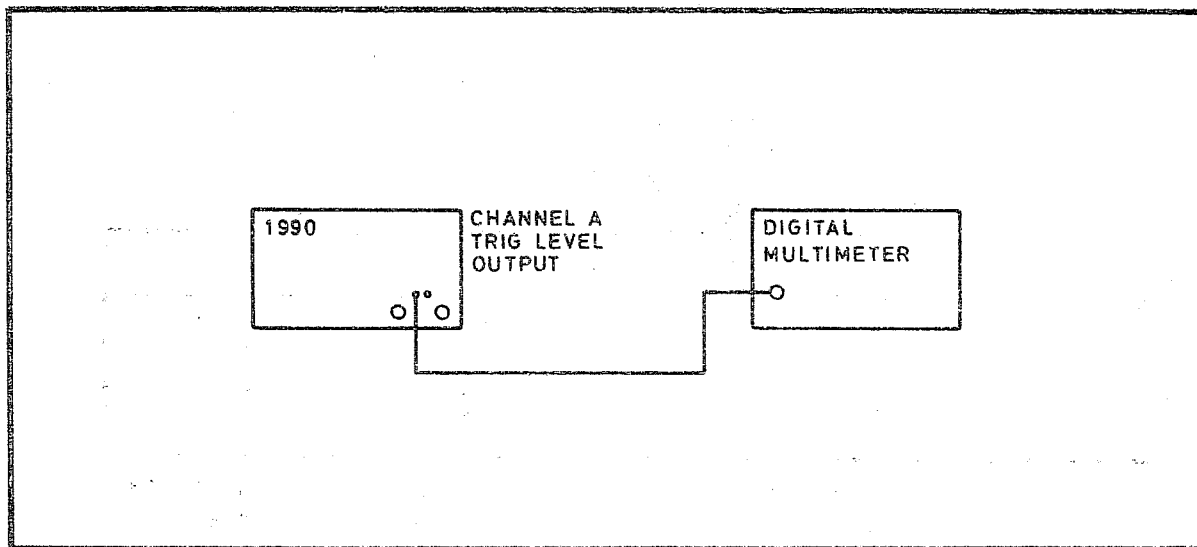 1990
CHANNEL A
TRIG LEVEL
OUTPUT
DIGITAL
MULTIMETER